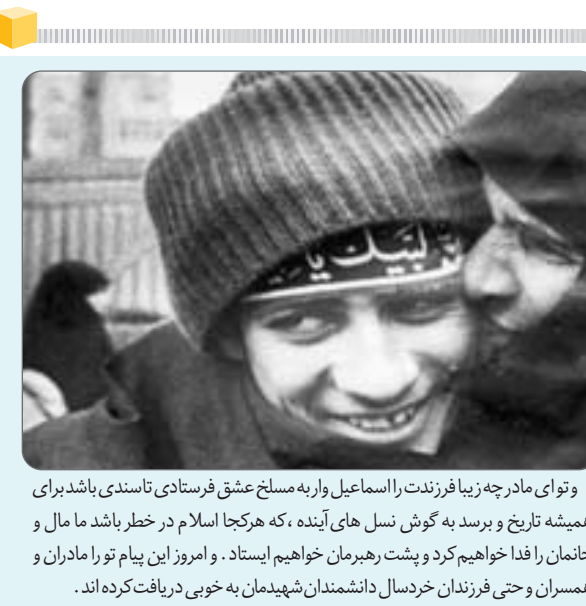 لبیک یا
و تو ای مادر چه زیبا فرزندت را اسماعیل وار به مسلخ عشق فرستادی تا سندی باشد برای
همیشه تاریخ و برسد به گوش نسل های آینده ، که هرکجا اسلام در خطر باشد ما مال و
جانمان را فدا خواهیم کرد و پشت رهبرمان خواهیم ایستاد . و امروز این پیام تو را مادران و
همسران و حتی فرزندان خردسال دانشمندان شهیدمان به خوبی دریافت کرده اند .